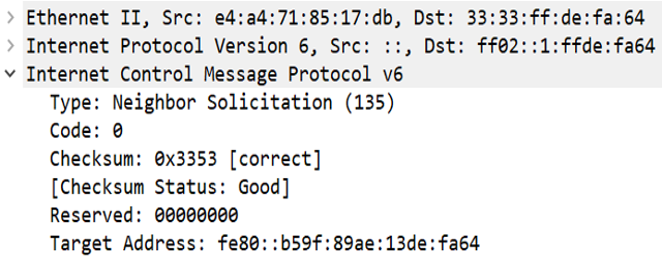 Ethernet II, Src: e4:a4:71:85:17:db, Dst: 33:33:ff:de:fa:64
Internet Protocol Version 6, Src: ::, Dst: ff02::1:ffde:fa64
Internet Control Message Protocol v6
Type: Neighbor Solicitation (135)
Code: 0
Checksum: 0x3353 [correct]
[Checksum Status: Good]
Reserved: 00000000
Target Address: fe80::b59f:89ae:13de:fa64